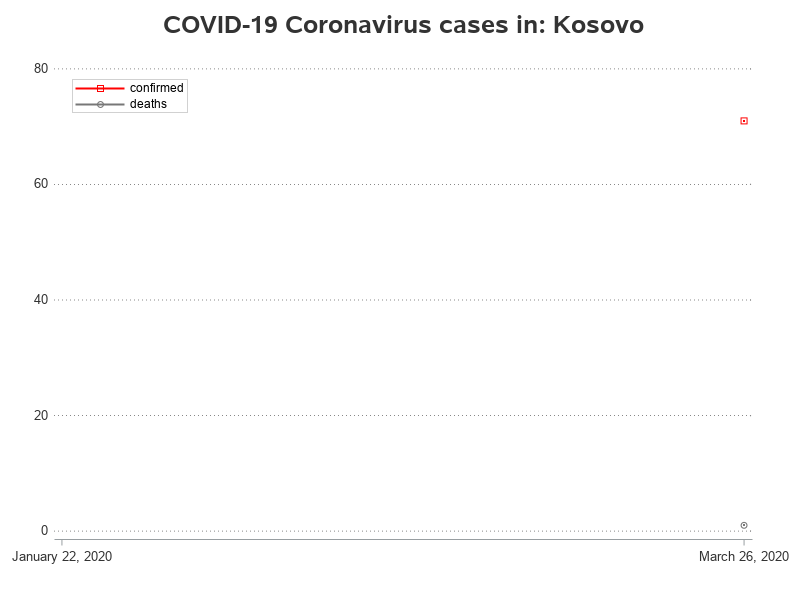 COVID-19 Coronavirus cases in: Kosovo
80
confirmed
deaths
60
40
20
0
January 22, 2020
March 26, 2020